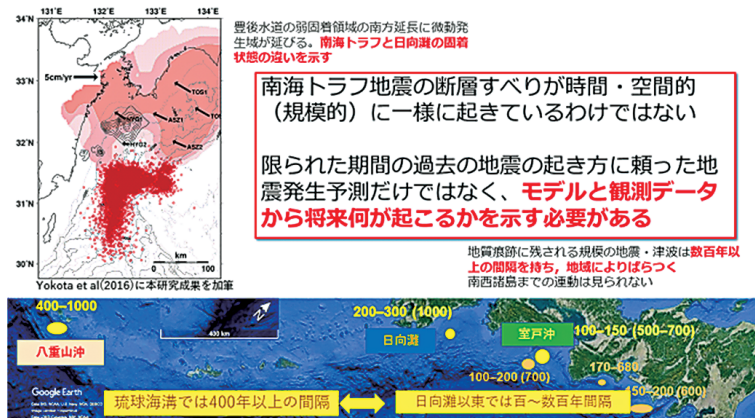 131°E 132°E 133°E 134°E
33°N
32°N
31°N
30°N
5cm/yr
TOS1
HYG1
ASZ1
HYG2
ASZ2
km
0 100
Yokota et al(2016)に本研究成果を加筆
豊後水道の弱固着領域の南方延長に微動発
生域が延びる。南海トラフと日向灘の固着
状態の違いを示す
南海トラフ地震の断層すべりが時間・空間的
（規模的）に一様に起きているわけではない
限られた期間の過去の地震の起き方に頼った地
震発生予測だけではなく、モデルと観測データ
から将来何が起こるかを示す必要がある
地質痕跡に残される規模の地震・津波は数百年以
上の間隔を持ち，地域によりばらつく
南西諸島までの運動は見られない
400–1000
八重山沖
N
400 km
200–300 (1000)
日向灘
室戸沖
100–150 (500–700)
100–200 (700)
170–680
150–200 (600)
Google Earth
琉球海溝では400年以上の間隔
日向灘以東では百～数百年間隔